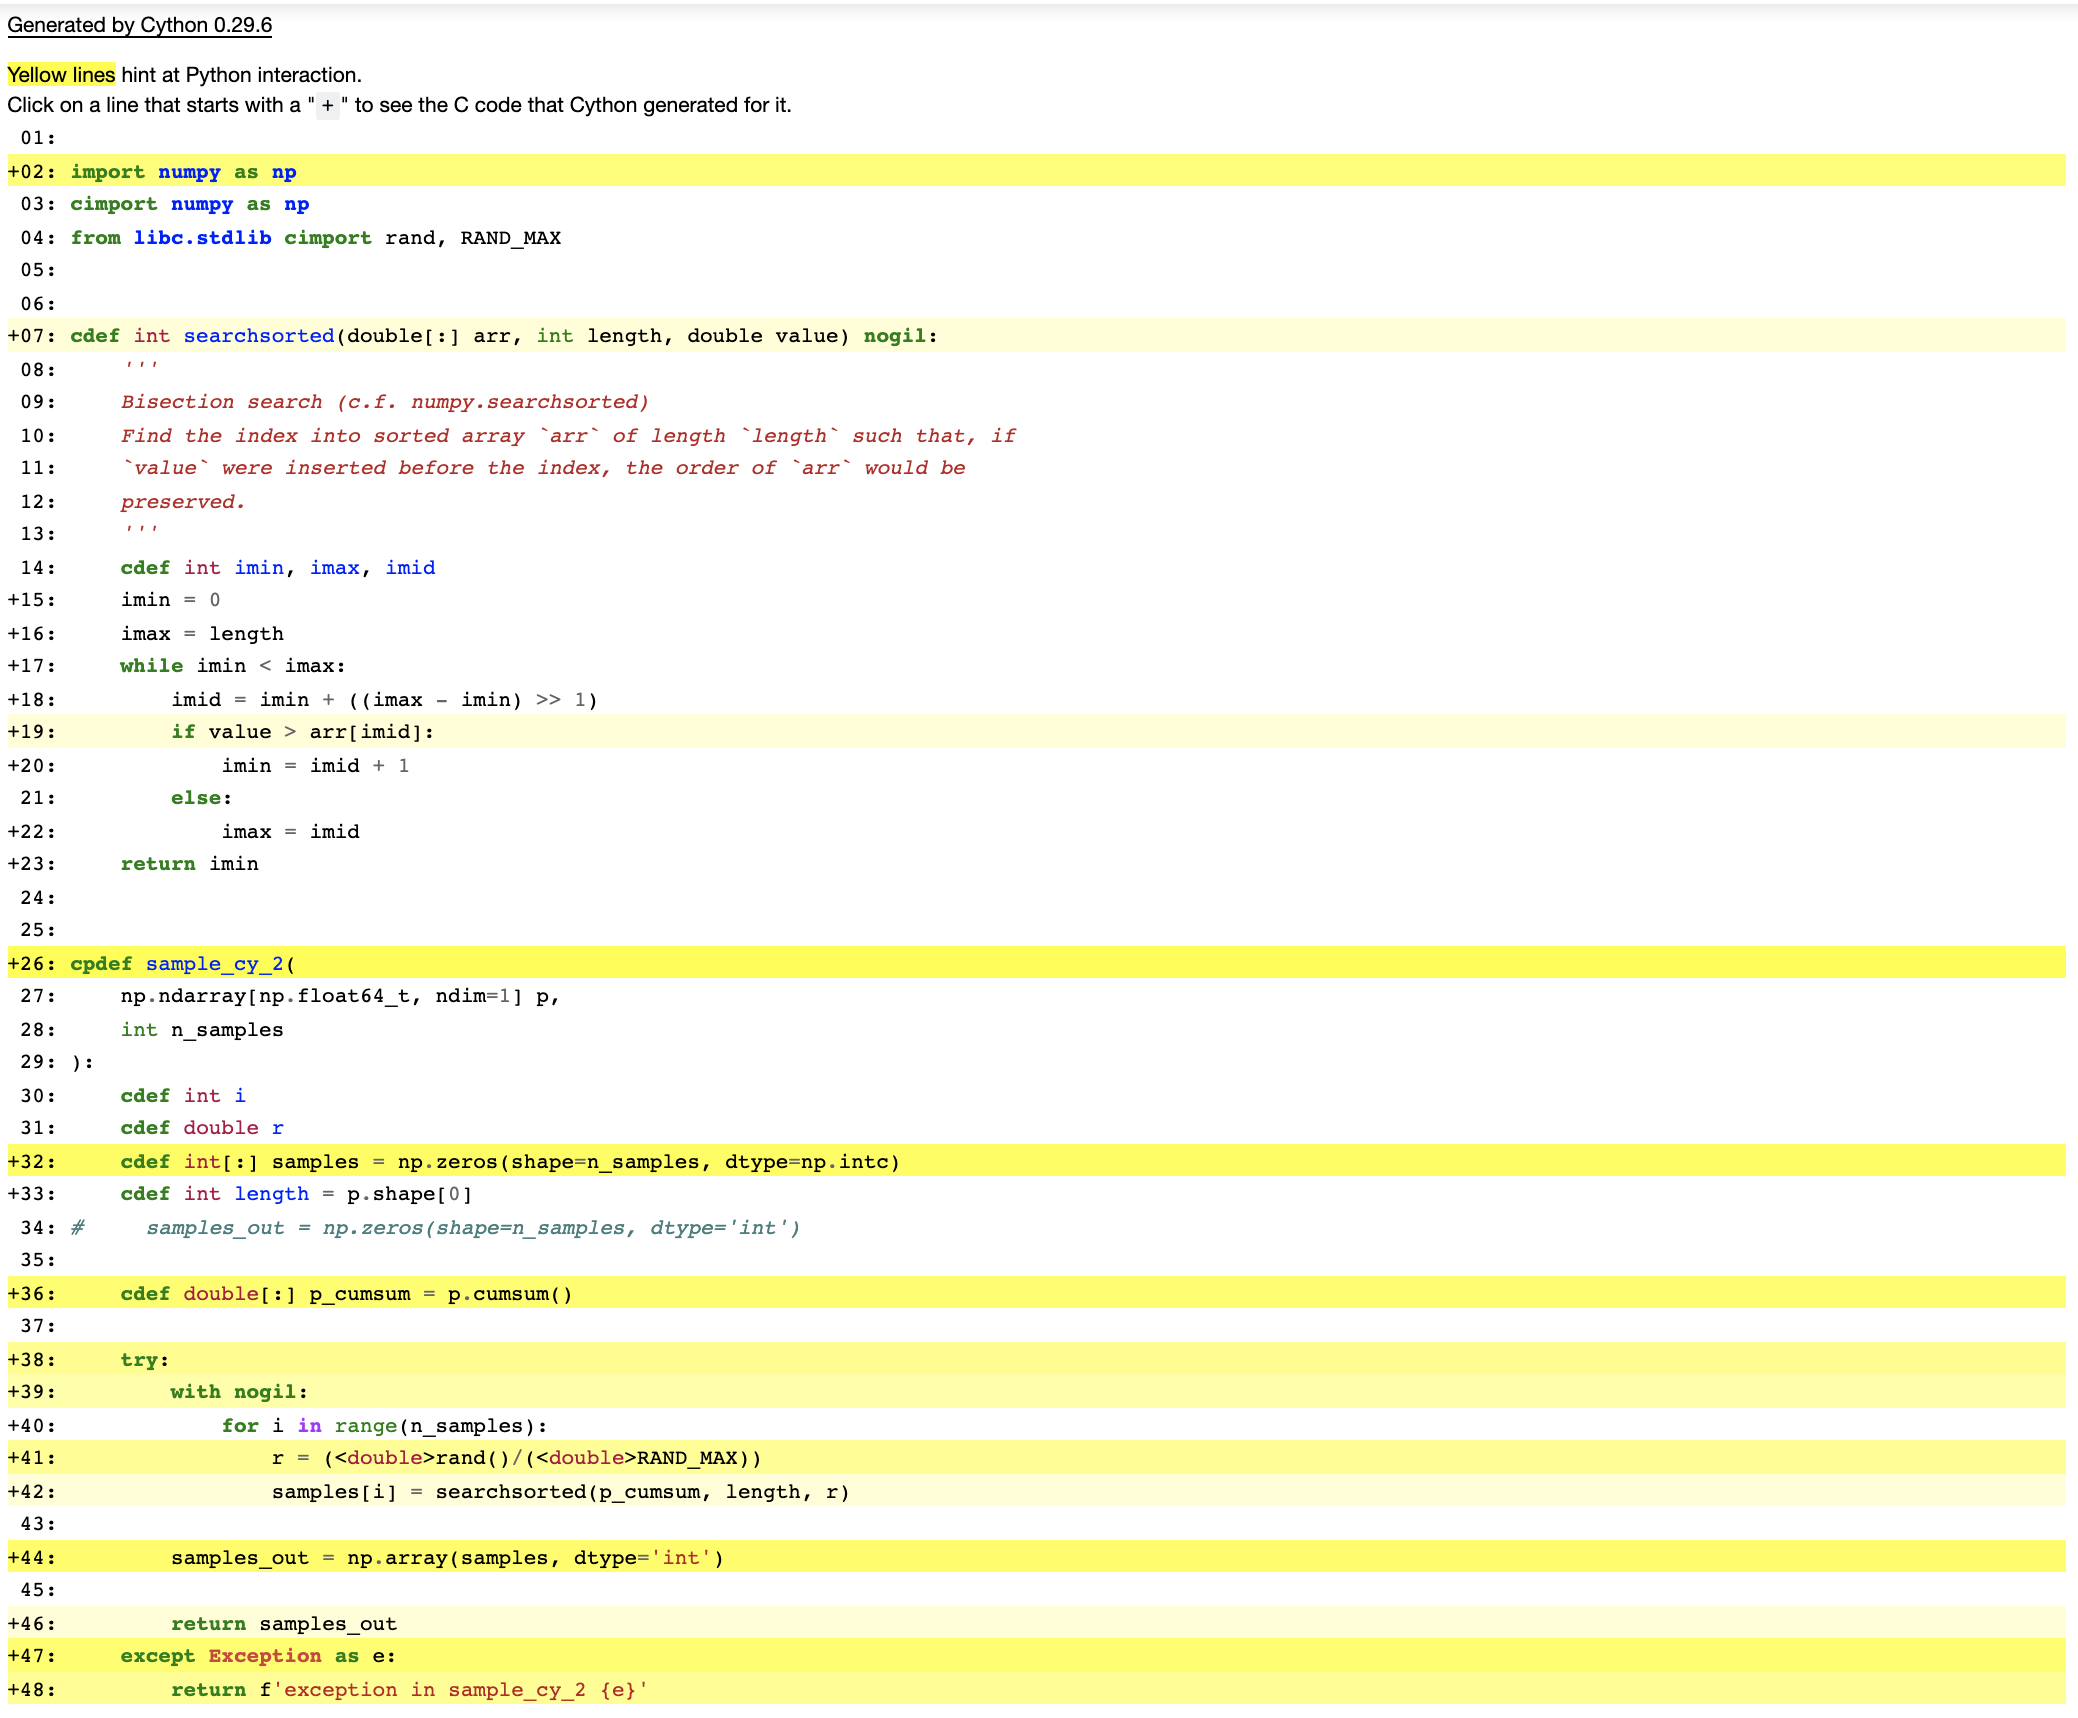 Generated by Cython 0.29.6
Yellow lines hint at Python interaction.
Click on a line that starts with a "+" to see the C code that Cython generated for it.
 01:
+02: import numpy as np
 03: cimport numpy as np
 04: from libc.stdlib cimport rand, RAND_MAX
 05:
 06:
+07: cdef int searchsorted(double[:] arr, int length, double value) nogil:
 08:     '''
 09:     Bisection search (c.f. numpy.searchsorted)
 10:     Find the index into sorted array `arr` of length `length` such that, if
 11:     `value` were inserted before the index, the order of `arr` would be
 12:     preserved.
 13:     '''
 14:     cdef int imin, imax, imid
+15:     imin = 0
+16:     imax = length
+17:     while imin < imax:
+18:         imid = imin + ((imax - imin) >> 1)
+19:         if value > arr[imid]:
+20:             imin = imid + 1
 21:         else:
+22:             imax = imid
+23:     return imin
 24:
 25:
+26: cpdef sample_cy_2(
 27:     np.ndarray[np.float64_t, ndim=1] p,
 28:     int n_samples
 29: ):
 30:     cdef int i
 31:     cdef double r
+32:     cdef int[:] samples = np.zeros(shape=n_samples, dtype=np.intc)
+33:     cdef int length = p.shape[0]
 34: #     samples_out = np.zeros(shape=n_samples, dtype='int')
 35:
+36:     cdef double[:] p_cumsum = p.cumsum()
 37:
+38:     try:
+39:         with nogil:
+40:             for i in range(n_samples):
+41:                 r = (<double>rand()/(<double>RAND_MAX))
+42:                 samples[i] = searchsorted(p_cumsum, length, r)
 43:
+44:         samples_out = np.array(samples, dtype='int')
 45:
+46:         return samples_out
+47:     except Exception as e:
+48:         return f'exception in sample_cy_2 {e}'